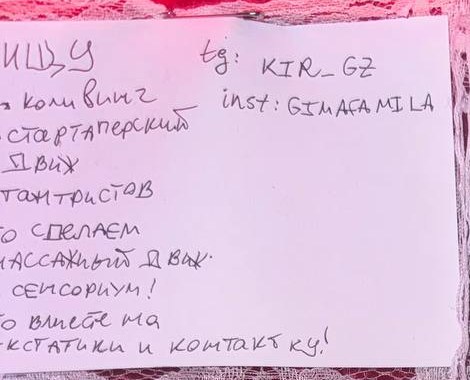 ИЩУ
tg: KIR_GZ
коливинг
inst: GIMAFAMILA
стартаперский
движ
тантристов
о сделаем
массажный движ.
сенсориум!
о вместе на
кстатики и контактку!